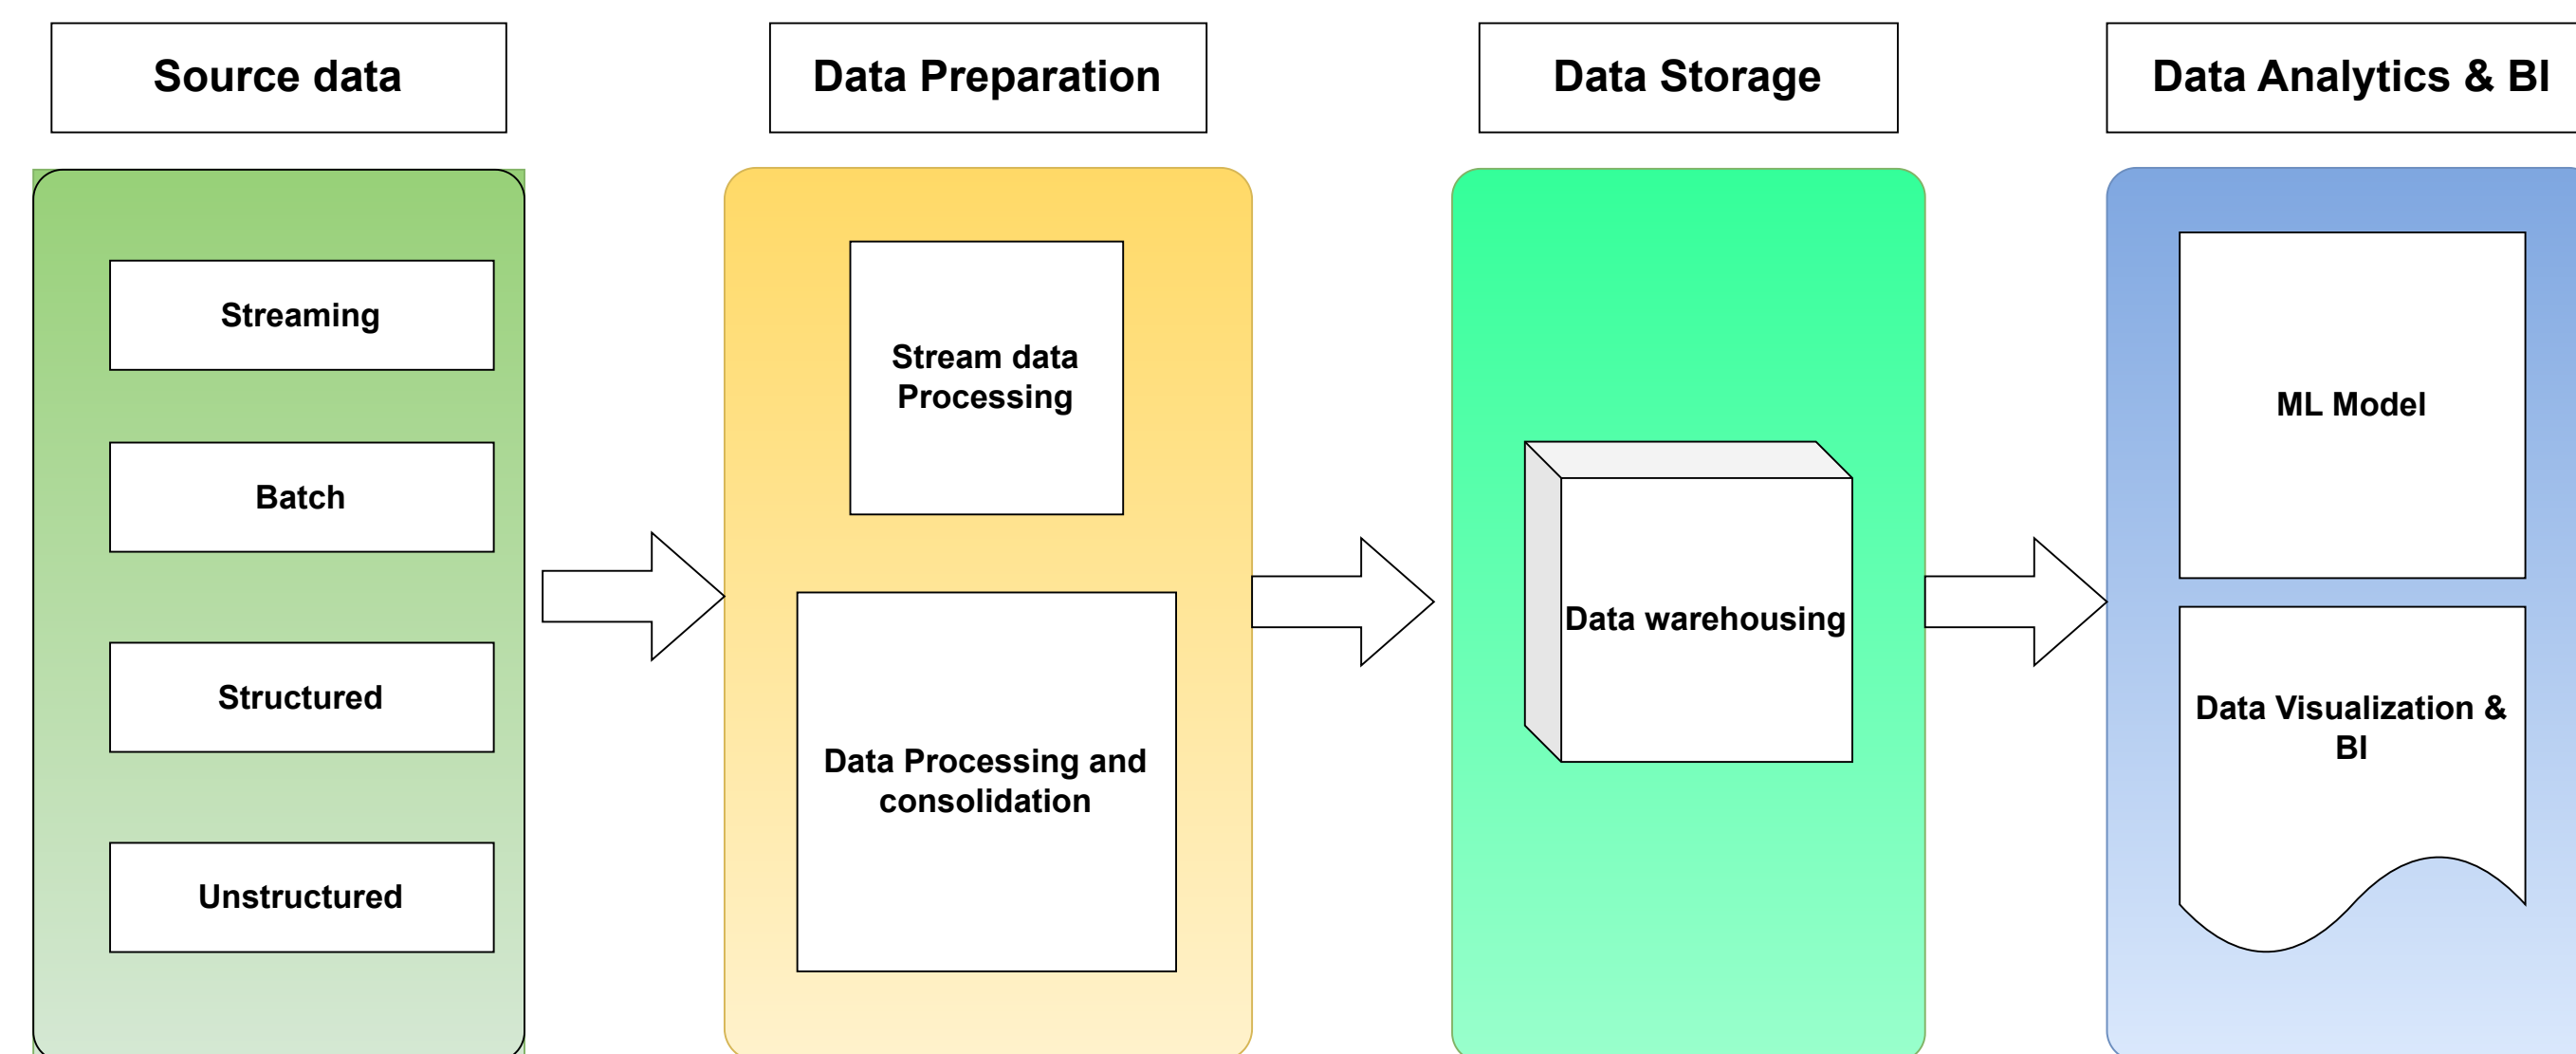 Source data
Data Preparation
Data Storage
Data Analytics & BI
Streaming
Batch
Structured
Unstructured
Stream data
Processing
Data Processing and
consolidation
Data warehousing
ML Model
Data Visualization &
BI